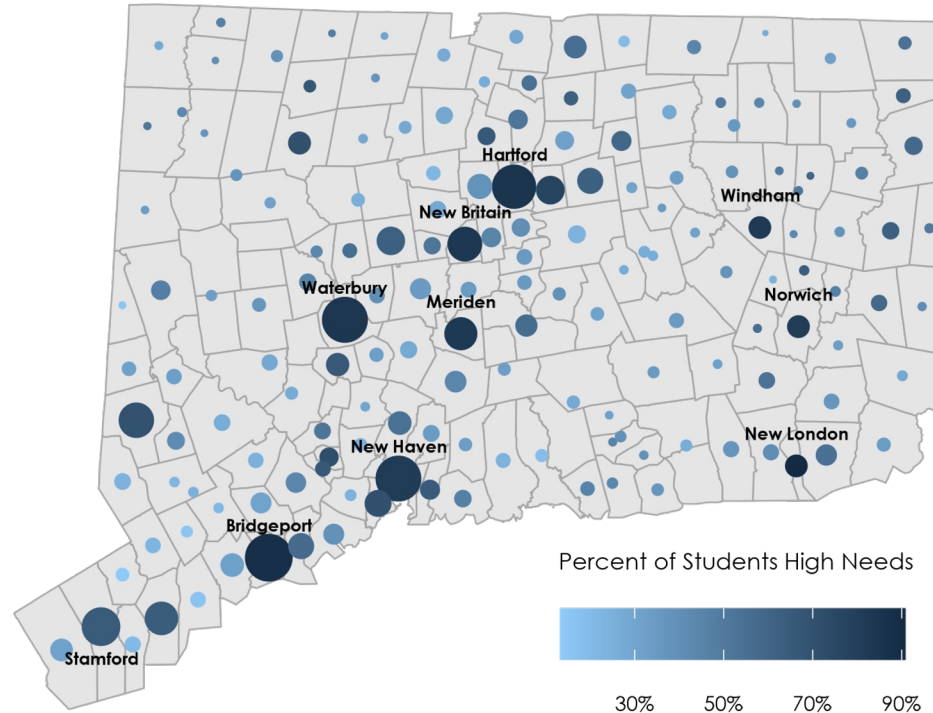 Hartford
Windham
New Britain
Waterbury
Meriden
Norwich
New London
New Haven
Bridgeport
Percent of Students High Needs
Stamford
30% 50% 70% 90%